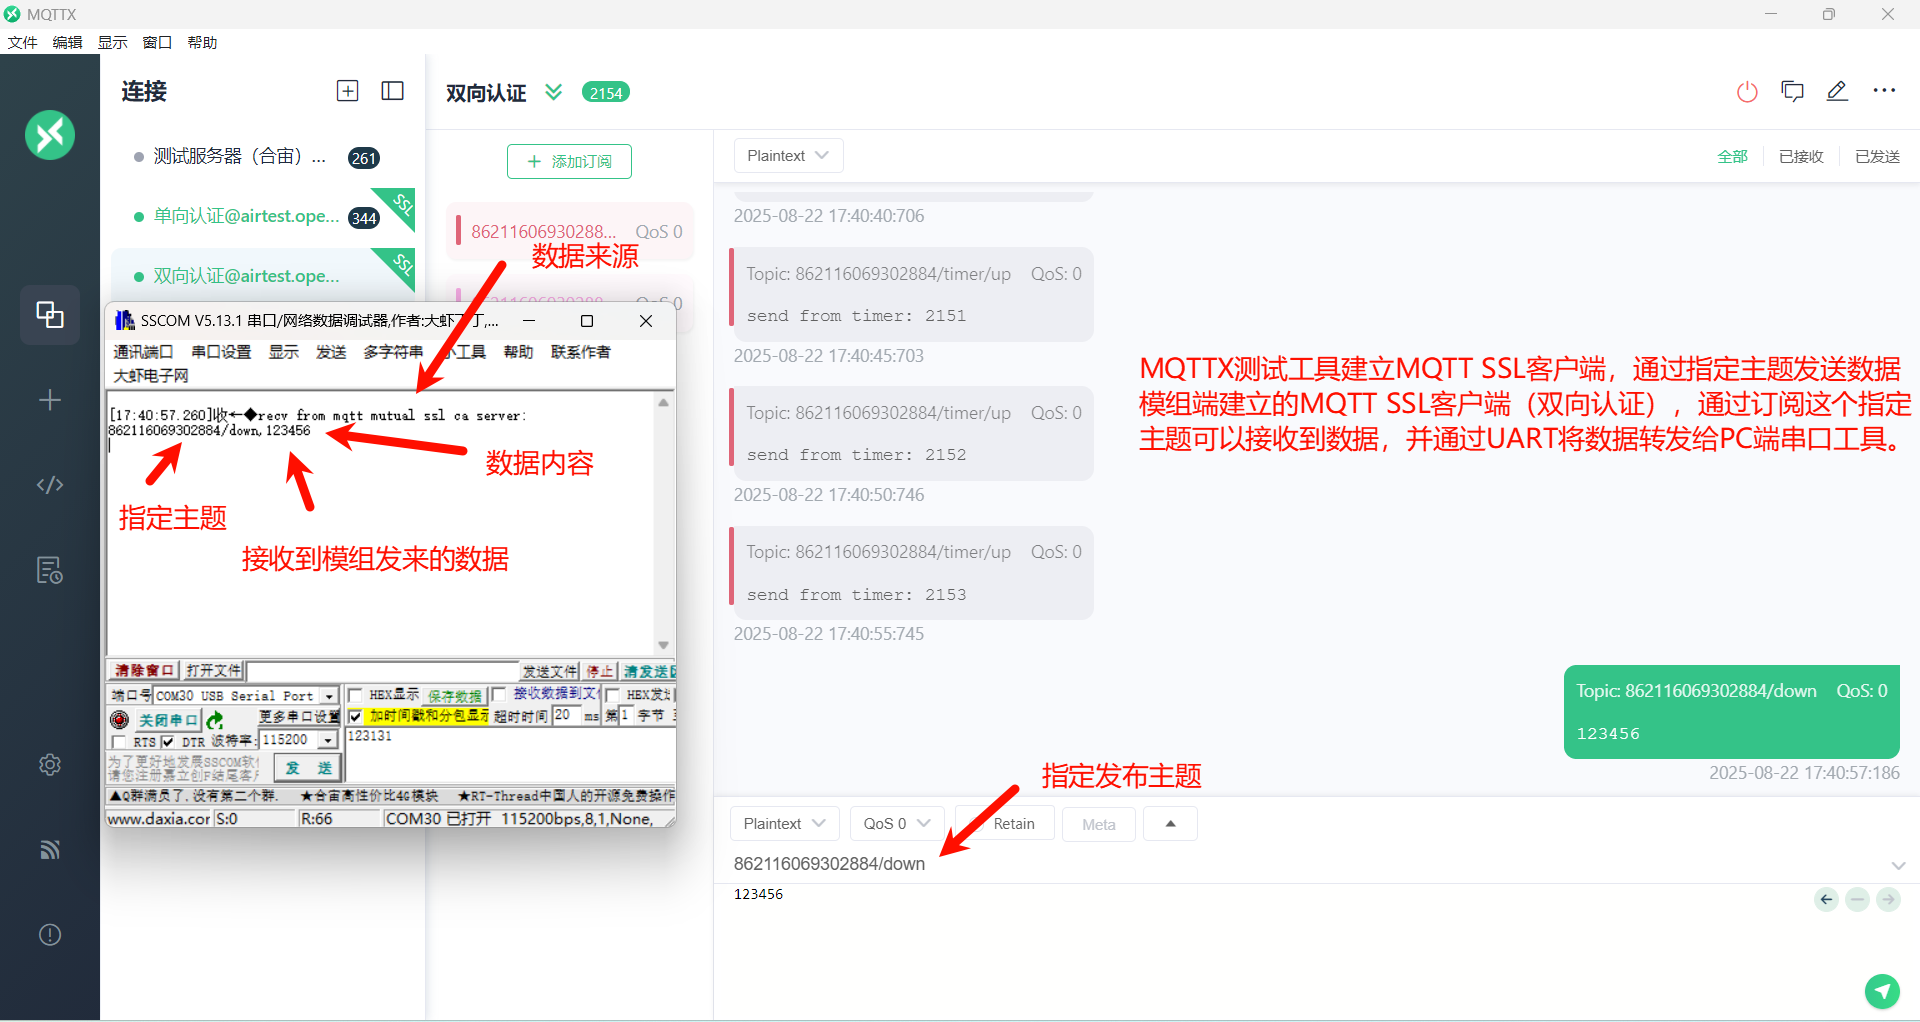 MQTTX
文件 编辑 显示 窗口 帮助
连接
测试服务器（合宙）... 261
单向认证@airtest.ope... 344
SSL
双向认证@airtest.ope...
SSL
双向认证 2154
添加订阅
86211606930288... QoS 0
数据来源
Plaintext
全部 已接收 已发送
2025-08-22 17:40:40:706
Topic: 862116069302884/timer/up QoS: 0
send from timer: 2151
2025-08-22 17:40:45:703
Topic: 862116069302884/timer/up QoS: 0
send from timer: 2152
2025-08-22 17:40:50:746
Topic: 862116069302884/timer/up QoS: 0
send from timer: 2153
2025-08-22 17:40:55:745
MQTTX测试工具建立MQTT SSL客户端，通过指定主题发送数据
模组端建立的MQTT SSL客户端（双向认证），通过订阅这个指定
主题可以接收到数据，并通过UART将数据转发给PC端串口工具。
Topic: 862116069302884/down QoS: 0
123456
2025-08-22 17:40:57:186
指定发布主题
Plaintext QoS 0 Retain Meta
862116069302884/down
123456
SSCOM V5.13.1 串口/网络数据调试器,作者:大虾丁丁,...
通讯端口 串口设置 显示 发送 多字符串 小工具 帮助 联系作者
大虾电子网
[17:40:57.260]收←◆recv from mqtt mutual ssl ca server:
862116069302884/down,123456
数据内容
指定主题
接收到模组发来的数据
清除窗口 打开文件 发送文件 停止 清发送区
端口号 COM30 USB Serial Port HEX显示 保存数据 接收数据到文件 HEX发送
关闭串口 更多串口设置 加时间戳和分包显示 超时时间 20 ms 第1 字节
RTS DTR 波特率: 115200 123131
为了更好地发展SSCOM软件
请您注册嘉立创F结尾客户
发 送
▲Q群满员了,没有第二个群. ★合宙高性价比4G模块 ★RT-Thread中国人的开源免费操作
www.daxia.com S:0 R:66 COM30 已打开 115200bps,8,1,None,